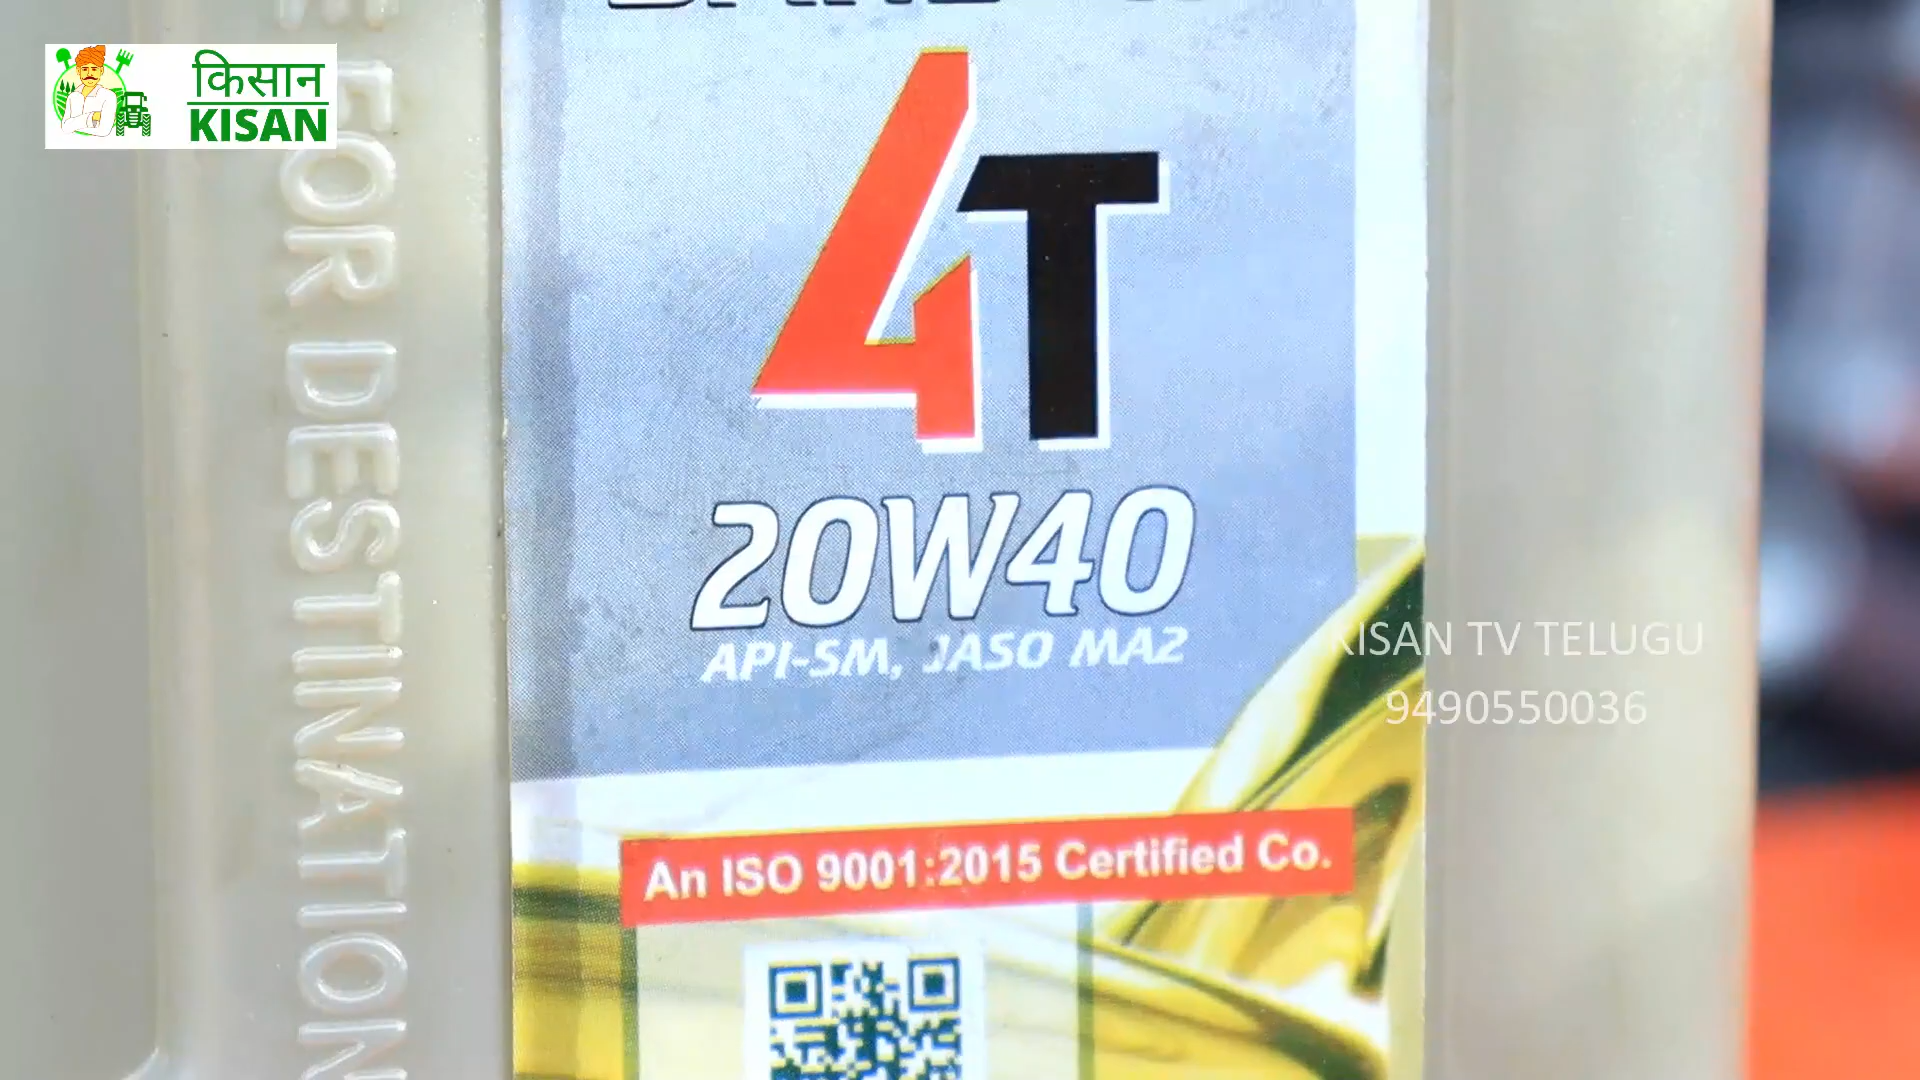 किसान
KISAN
FOR DESTINATION
4T
20W40
API-SM, JASO MA2
KISAN TV TELUGU
9490550036
An ISO 9001:2015 Certified Co.